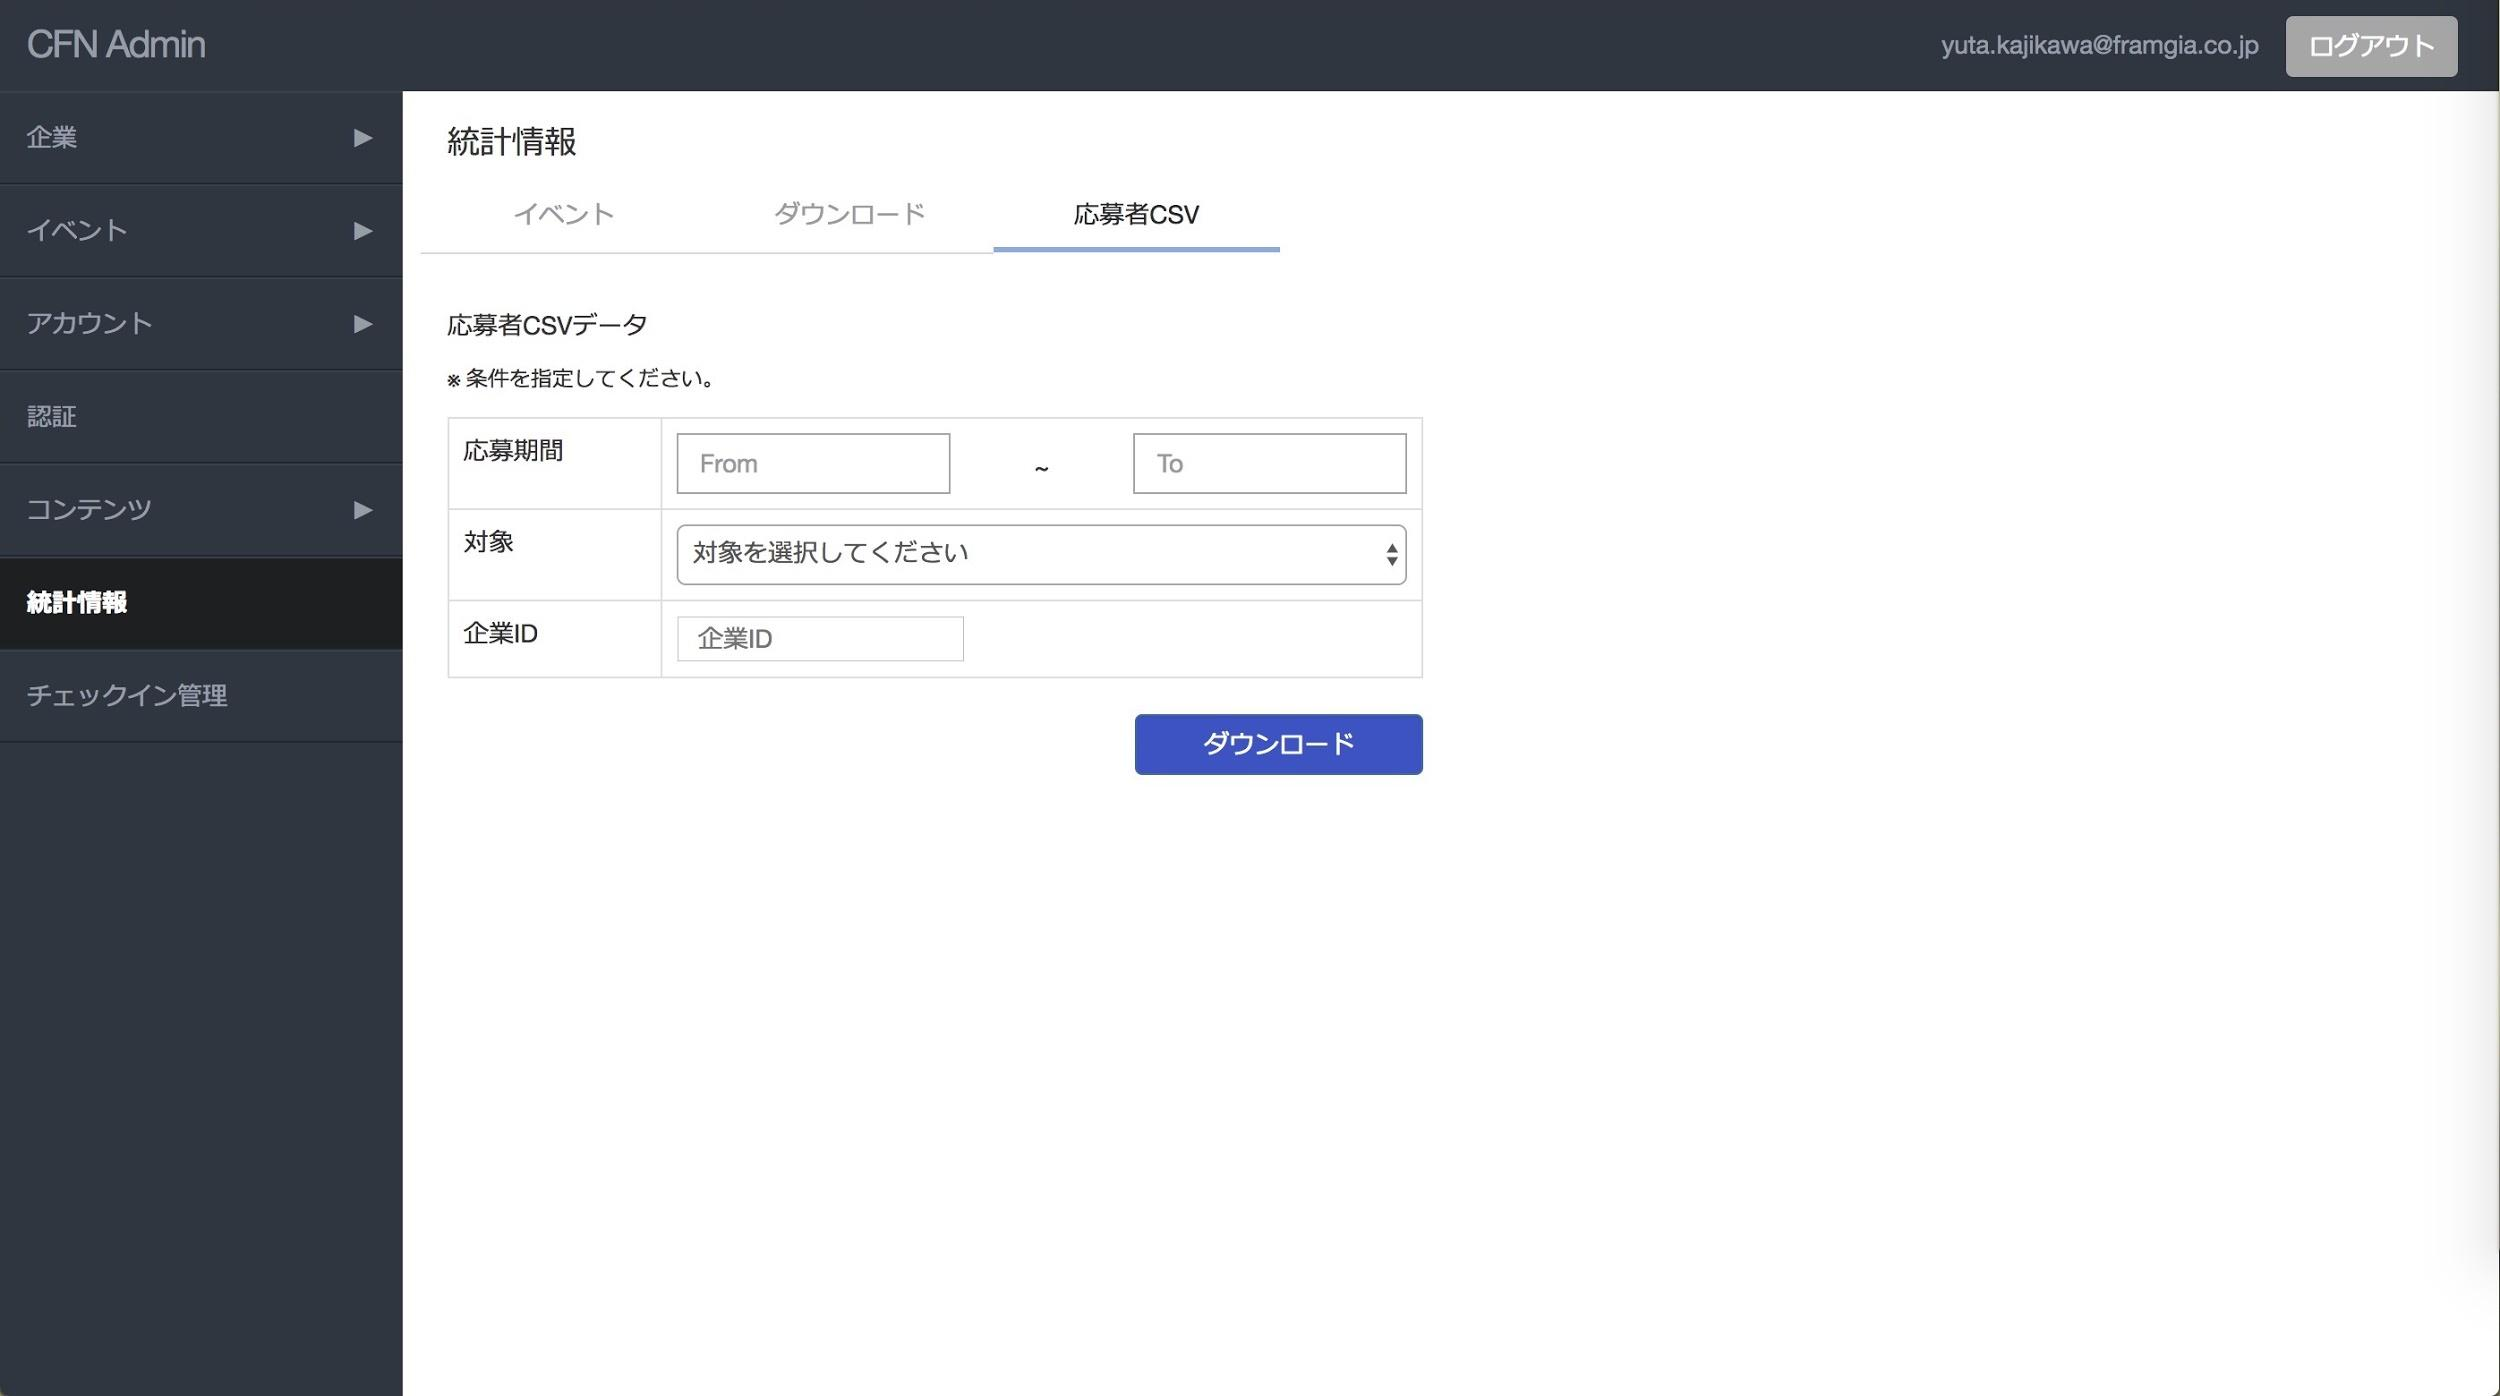 CFN Admin
yuta.kajikawa@framgia.co.jp
ログアウト
企業
イベント
アカウント
認証
コンテンツ
統計情報
チェックイン管理
統計情報
イベント
ダウンロード
応募者CSV
応募者CSVデータ
※ 条件を指定してください。
応募期間
From
~
To
対象
対象を選択してください
企業ID
企業ID
ダウンロード